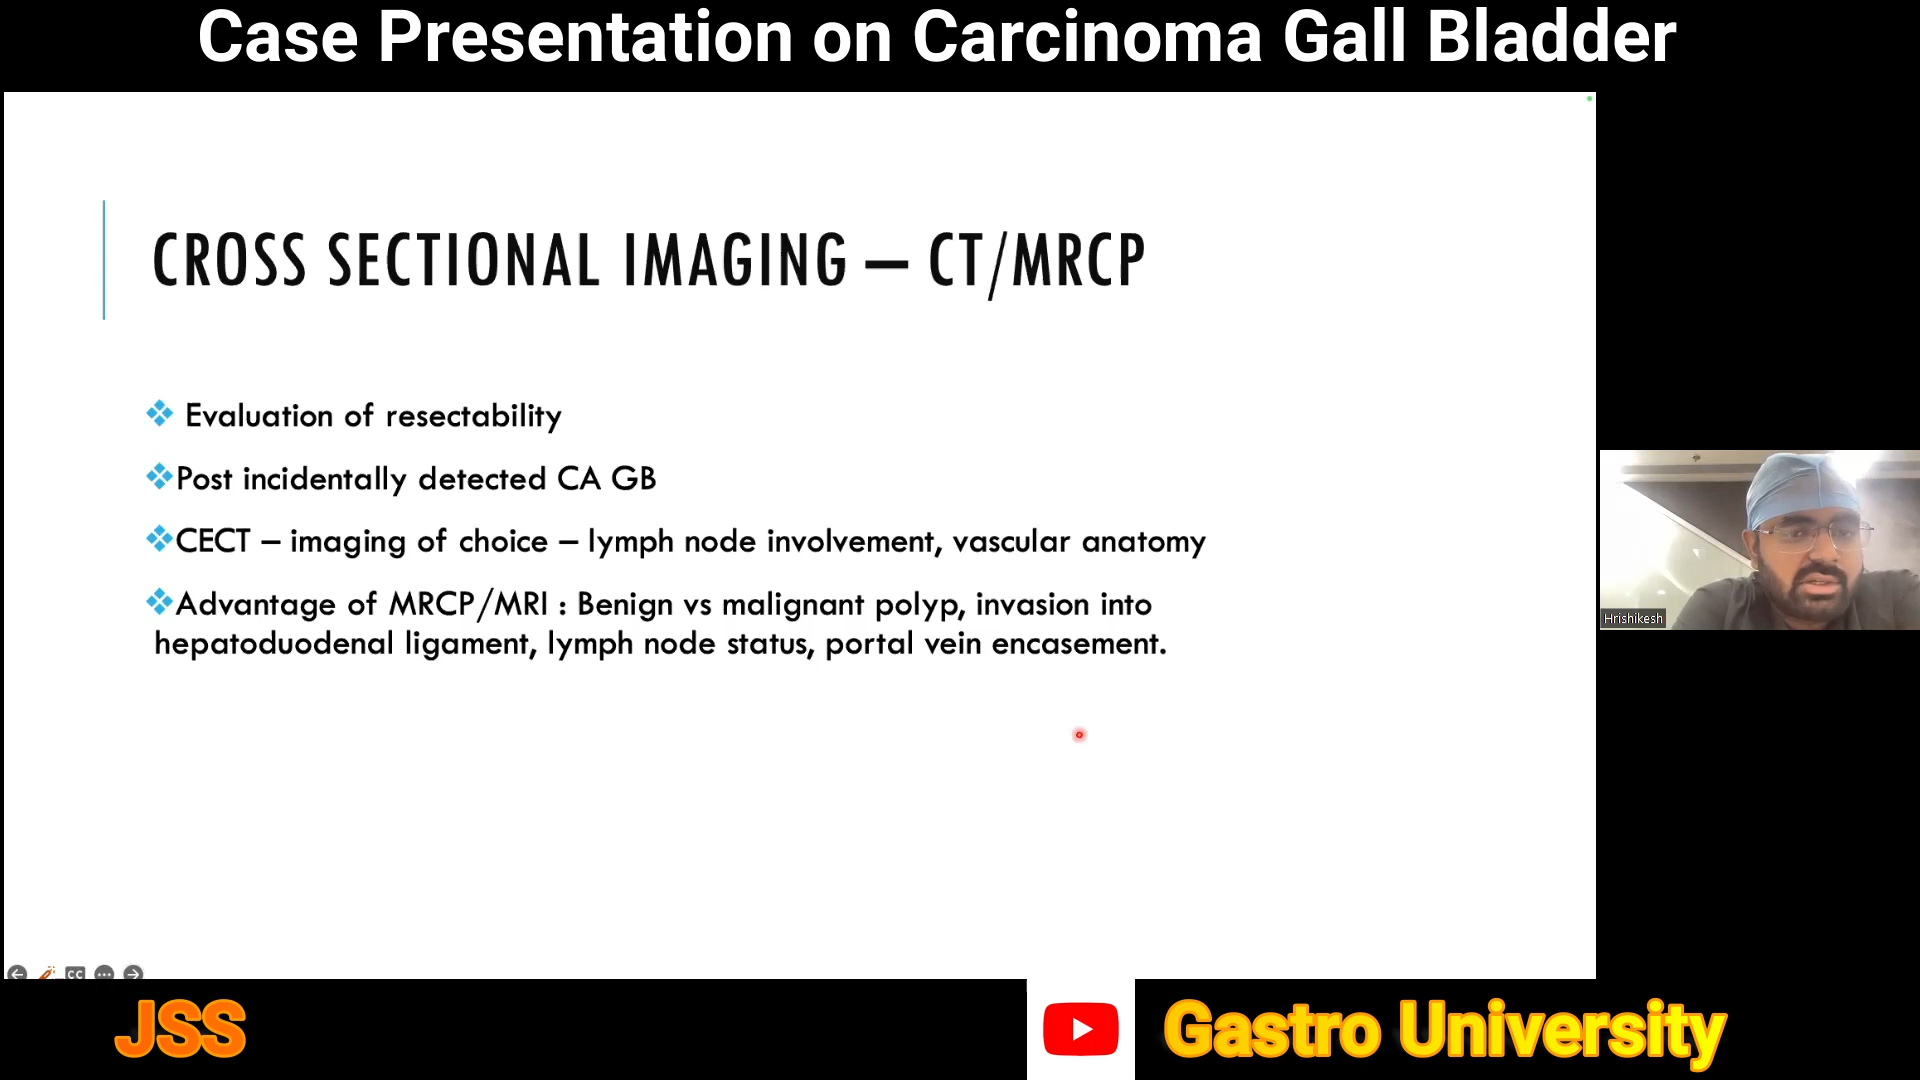 Case Presentation on Carcinoma Gall Bladder
CROSS SECTIONAL IMAGING – CT/MRCP
Evaluation of resectability
Post incidentally detected CA GB
CECT – imaging of choice – lymph node involvement, vascular anatomy
Advantage of MRCP/MRI : Benign vs malignant polyp, invasion into
hepatoduodenal ligament, lymph node status, portal vein encasement.
Hrishikesh
CC
JSS
Gastro University